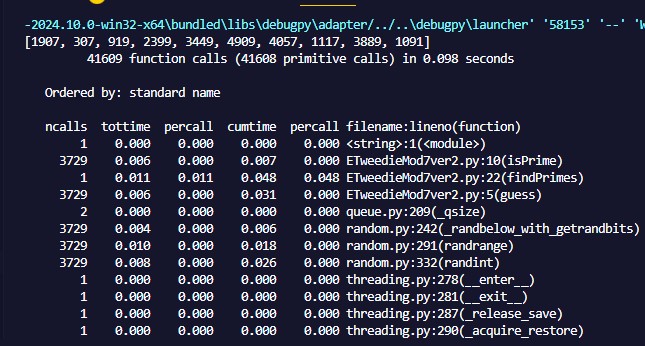 -2024.10.0-win32-x64\bundled\libs\debugpy\adapter/../..\debugpy\launcher' '58153' '--' 'W
[1907, 307, 919, 2399, 3449, 4909, 4057, 1117, 3889, 1091]
41609 function calls (41608 primitive calls) in 0.098 seconds
Ordered by: standard name
ncalls tottime percall cumtime percall filename:lineno(function)
1 0.000 0.000 0.000 0.000 <string>:1(<module>)
3729 0.006 0.000 0.007 0.000 ETweedieMod7ver2.py:10(isPrime)
1 0.011 0.011 0.048 0.048 ETweedieMod7ver2.py:22(findPrimes)
3729 0.006 0.000 0.031 0.000 ETweedieMod7ver2.py:5(guess)
2 0.000 0.000 0.000 0.000 queue.py:209(_qsize)
3729 0.004 0.000 0.006 0.000 random.py:242(_randbelow_with_getrandbits)
3729 0.010 0.000 0.018 0.000 random.py:291(randrange)
3729 0.008 0.000 0.026 0.000 random.py:332(randint)
1 0.000 0.000 0.000 0.000 threading.py:278(__enter__)
1 0.000 0.000 0.000 0.000 threading.py:281(__exit__)
1 0.000 0.000 0.000 0.000 threading.py:287(_release_save)
1 0.000 0.000 0.000 0.000 threading.py:290(_acquire_restore)